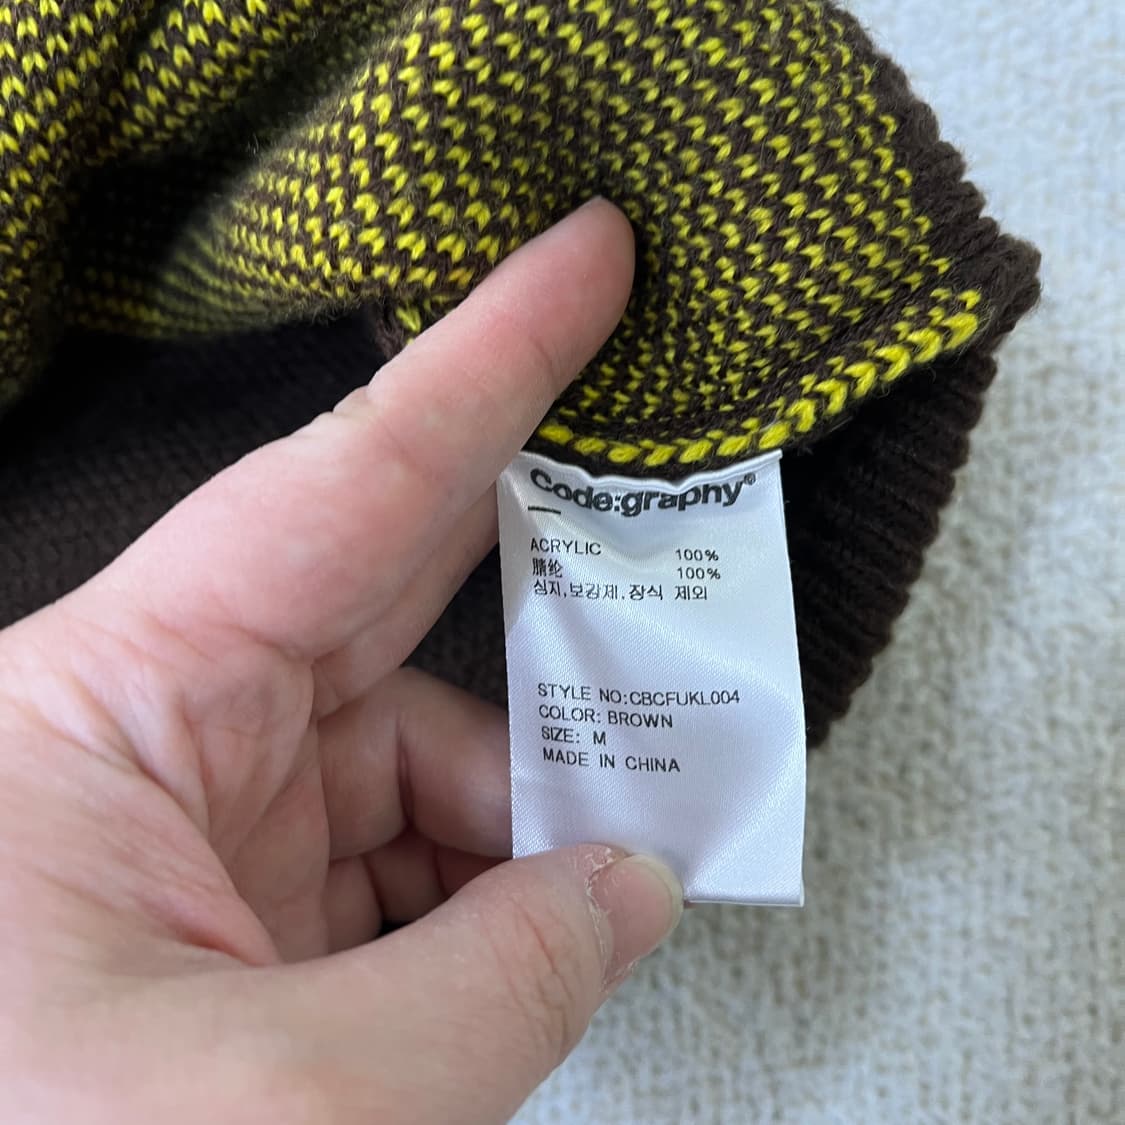 Code:graphy®
ACRYLIC 100%
腈纶 100%
심지,보강제,장식 제외
STYLE NO:CBCFUKL004
COLOR: BROWN
SIZE: M
MADE IN CHINA